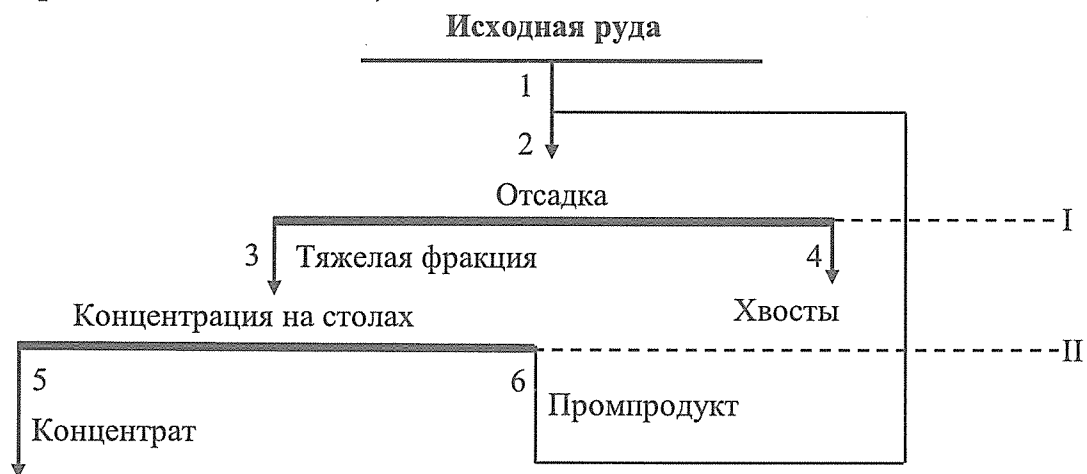 Исходная руда
1
2
Отсадка
I
3 Тяжелая фракция
4
Хвосты
Концентрация на столах
II
5
6
Промпродукт
Концентрат